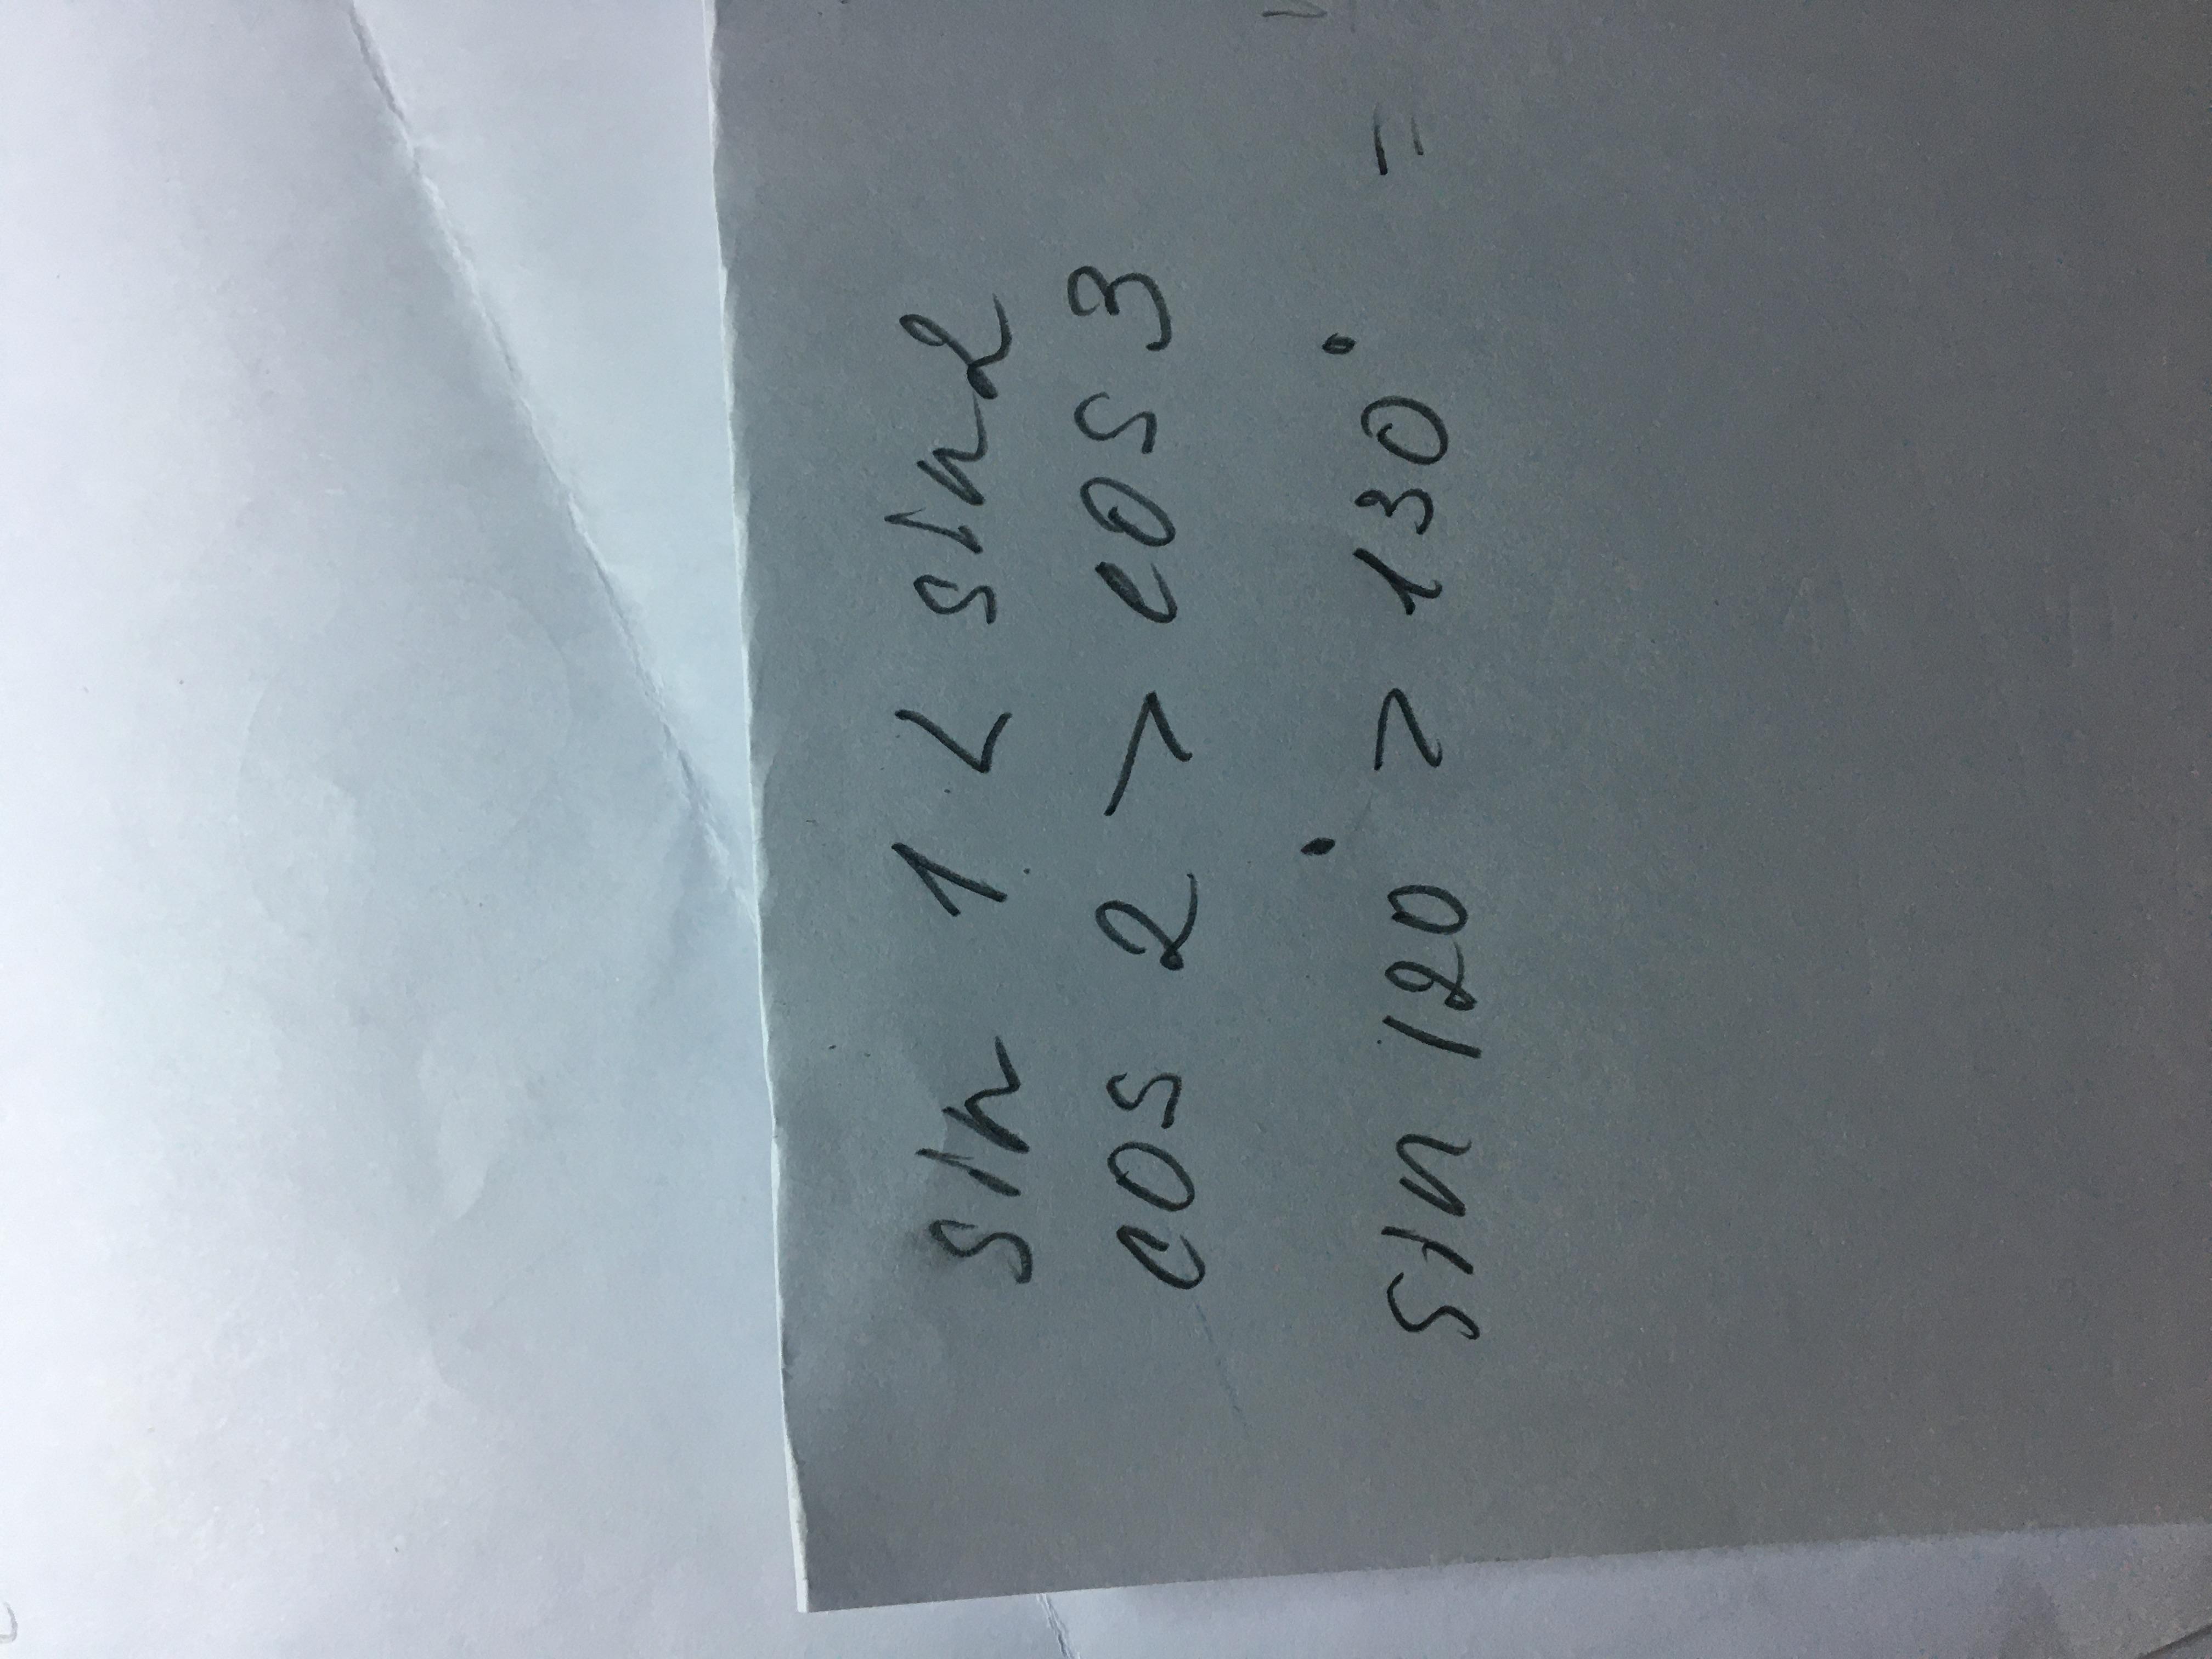 sin 1 < sin2
cos 2 > cos 3
sin 120° > 130° =